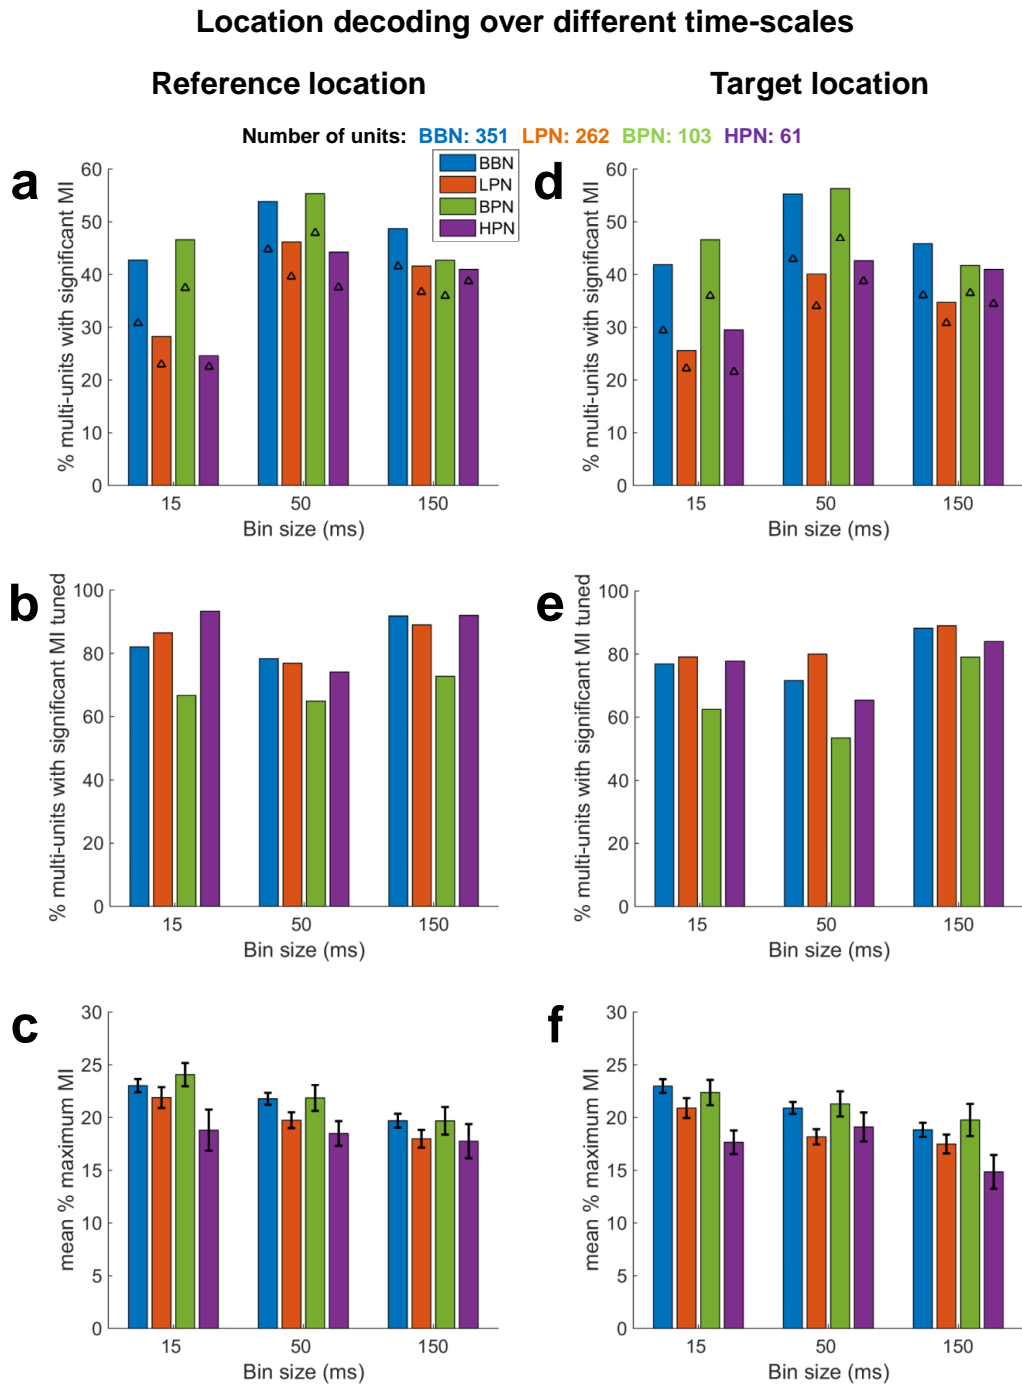 Location decoding over different time-scales
Reference location
Target location
Number of units: BBN: 351 LPN: 262 BPN: 103 HPN: 61
a
% multi-units with significant MI
60
50
40
30
20
10
0
BBN
LPN
BPN
HPN
15 50 150
Bin size (ms)
d
% multi-units with significant MI
60
50
40
30
20
10
0
15 50 150
Bin size (ms)
b
% multi-units with significant MI tuned
100
80
60
40
20
0
15 50 150
Bin size (ms)
e
% multi-units with significant MI tuned
100
80
60
40
20
0
15 50 150
Bin size (ms)
c
mean % maximum MI
30
25
20
15
10
5
0
15 50 150
Bin size (ms)
f
mean % maximum MI
30
25
20
15
10
5
0
15 50 150
Bin size (ms)